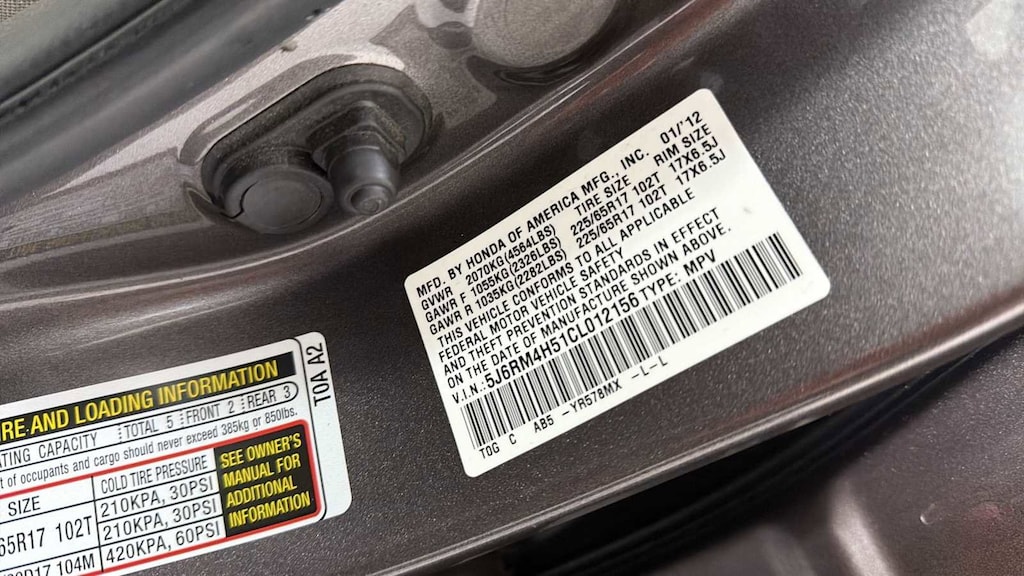 MFD. BY HONDA OF AMERICA MFG., INC. 01/'12
GVWR 2070KG(4564LBS) TIRE SIZE RIM SIZE
GAWR F 1055KG(2326LBS) 225/65R17 102T 17X6.5J
GAWR R 1035KG(2282LBS) 225/65R17 102T 17X6.5J
THIS VEHICLE CONFORMS TO ALL APPLICABLE
FEDERAL MOTOR VEHICLE SAFETY
AND THEFT PREVENTION STANDARDS IN EFFECT
ON THE DATE OF MANUFACTURE SHOWN ABOVE.
V.I.N.:5J6RM4H51CL012156 TYPE: MPV
TOG C AB5 -YR578MX -L-L
T0A A2
AND LOADING INFORMATION
CAPACITY TOTAL 5 FRONT 2 REAR 3
of occupants and cargo should never exceed 385kg or 850lbs.
SIZE COLD TIRE PRESSURE
65R17 102T 210KPA, 30PSI
210KPA, 30PSI
104M 420KPA, 60PSI
SEE OWNER'S
MANUAL FOR
ADDITIONAL
INFORMATION